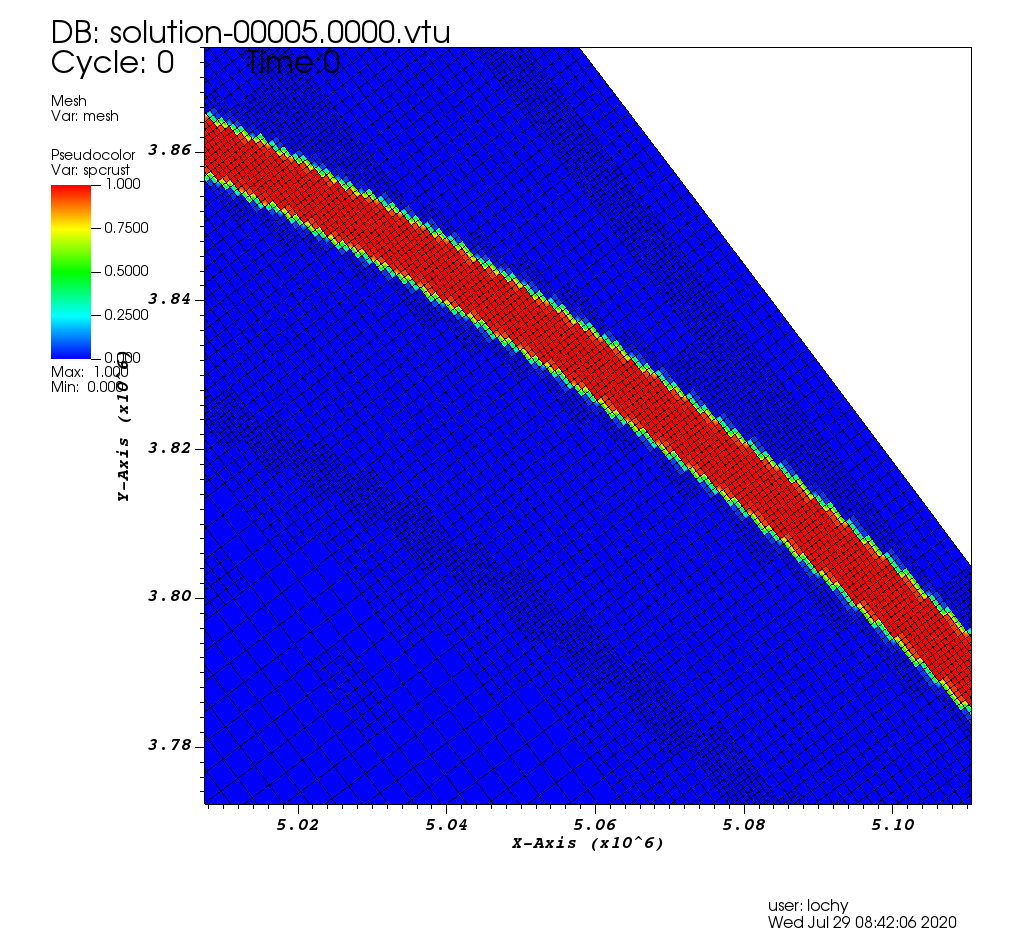 DB: solution-00005.0000.vtu
Cycle: 0 Time:0
Mesh
Var: mesh
Pseudocolor
Var: spcrust
1.000
0.7500
0.5000
0.2500
0.000
Max: 1.000
Min: 0.000
3.86
3.84
3.82
3.80
3.78
Y-Axis (x10^6)
5.02 5.04 5.06 5.08 5.10
X-Axis (x10^6)
user: lochy
Wed Jul 29 08:42:06 2020